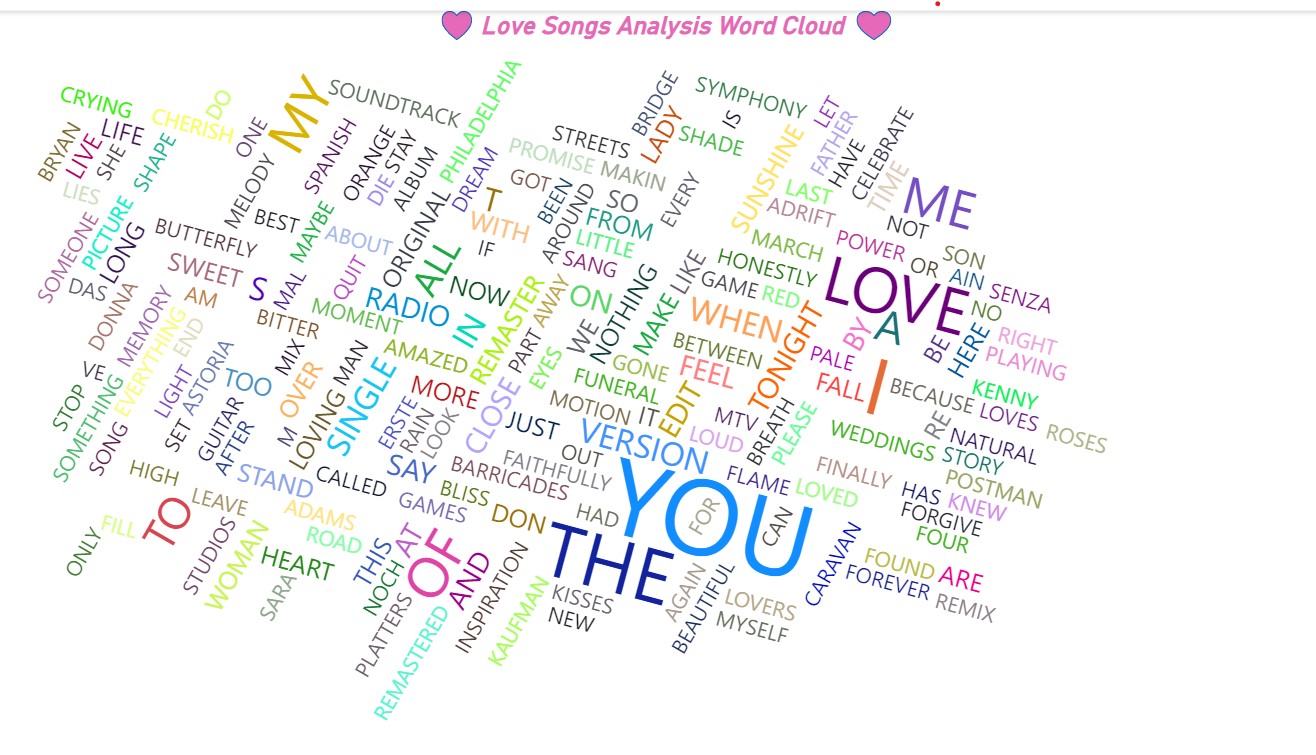 Love Songs Analysis Word Cloud
CRYING
DO
CHERISH
MY
SOUNDTRACK
PHILADELPHIA
BRIDGE
SYMPHONY
LET
BRYAN
LIVE
LIFE
SHE
SHAPE
ONE
MELODY
SPANISH
ORANGE
STAY
DIE
ALBUM
DREAM
STREETS
PROMISE
MAKIN
LADY
SHADE
IS
SUNSHINE
FATHER
HAVE
CELEBRATE
TIME
ME
LIES
SOMEONE
PICTURE
LONG
BUTTERFLY
BEST
MAYBE
ABOUT
ORIGINAL
T
GOT
WITH
IF
BEEN
AROUND
SO
FROM
LITTLE
EVERY
LAST
ADRIFT
MARCH
POWER
NOT
OR
SON
AIN
SENZA
DAS
DONNA
SWEET
AM
S
MAL
QUIT
ALL
NOW
RADIO
MOMENT
IN
REMASTER
AWAY
SANG
ON
WE
NOTHING
MAKE
LIKE
HONESTLY
GAME
RED
WHEN
TONIGHT
LOVE
A
BY
NO
BE
HERE
RIGHT
PLAYING
MEMORY
EVERYTHING
END
BITTER
MIX
OVER
LOVING
MAN
SINGLE
AMAZED
PART
EYES
GONE
FUNERAL
BETWEEN
FEEL
EDIT
PALE
FALL
I
BECAUSE
KENNY
LOVES
ROSES
VE
STOP
SOMETHING
SONG
LIGHT
ASTORIA
SET
TOO
GUITAR
AFTER
M
MORE
ERSTE
RAIN
LOOK
CLOSE
JUST
MOTION
IT
VERSION
OUT
MTV
LOUD
BREATH
PLEASE
WEDDINGS
RE
NATURAL
STORY
HIGH
LEAVE
STAND
CALLED
SAY
BARRICADES
FAITHFULLY
BLISS
GAMES
DON
HAD
YOU
FOR
FLAME
CAN
LOVED
FINALLY
HAS
KNEW
POSTMAN
FORGIVE
FOUR
ONLY
FILL
TO
STUDIOS
WOMAN
ADAMS
ROAD
HEART
SARA
THIS
NOCH
AT
OF
AND
PLATTERS
REMASTERED
INSPIRATION
KAUFMAN
THE
KISSES
NEW
AGAIN
BEAUTIFUL
LOVERS
MYSELF
CARAVAN
FOUND
ARE
FOREVER
REMIX